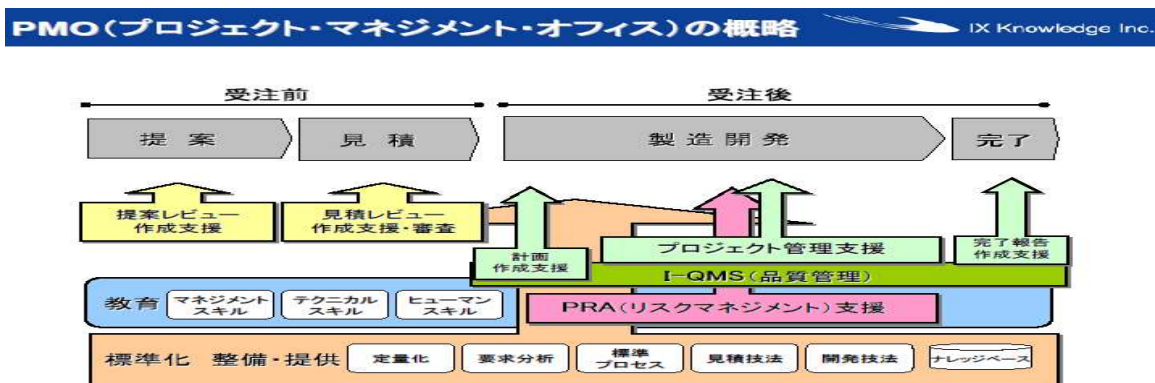 PMO(プロジェクト・マネジメント・オフィス)の概略
IX Knowledge Inc.
受注前
受注後
提 案
見 積
製 造 開 発
完了
提案レビュー
作成支援
見積レビュー
作成支援・審査
計画
作成支援
プロジェクト管理支援
完了報告
作成支援
I-QMS(品質管理)
教育
マネジメント
スキル
テクニカル
スキル
ヒューマン
スキル
PRA(リスクマネジメント)支援
標準化 整備・提供
定量化
要求分析
標準
プロセス
見積技法
開発技法
ナレッジベース